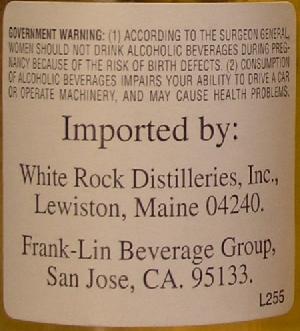 GOVERNMENT WARNING: (1) ACCORDING TO THE SURGEON GENERAL,
WOMEN SHOULD NOT DRINK ALCOHOLIC BEVERAGES DURING PREG-
NANCY BECAUSE OF THE RISK OF BIRTH DEFECTS. (2) CONSUMPTION
OF ALCOHOLIC BEVERAGES IMPAIRS YOUR ABILITY TO DRIVE A CAR
OR OPERATE MACHINERY, AND MAY CAUSE HEALTH PROBLEMS.
Imported by:
White Rock Distilleries, Inc.,
Lewiston, Maine 04240.
Frank-Lin Beverage Group,
San Jose, CA. 95133.
L255